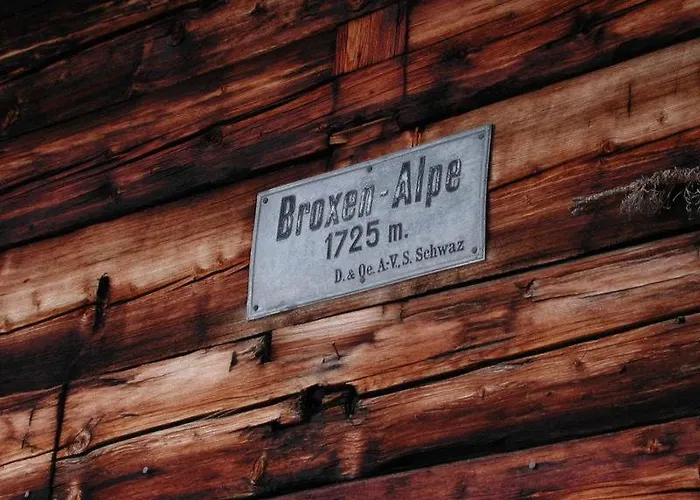 Broxen-Alpe
1725 m.
D. & Oe. A.-V. S. Schwaz